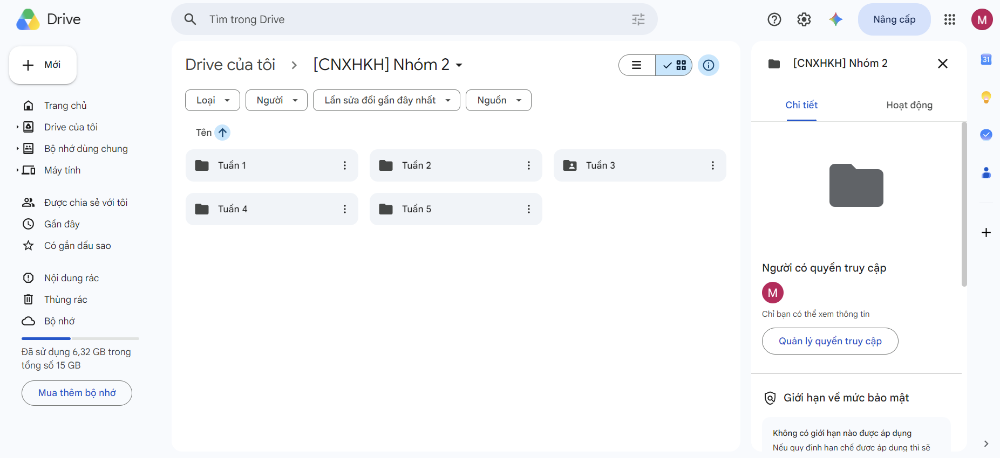 Drive
Tìm trong Drive
Nâng cấp
M
Mới
Trang chủ
Drive của tôi
Bộ nhớ dùng chung
Máy tính
Được chia sẻ với tôi
Gần đây
Có gắn dấu sao
Nội dung rác
Thùng rác
Bộ nhớ
Đã sử dụng 6,32 GB trong
tổng số 15 GB
Mua thêm bộ nhớ
Drive của tôi > [CNXHKH] Nhóm 2
Loại
Người
Lần sửa đổi gần đây nhất
Nguồn
Tên
Tuần 1
Tuần 2
Tuần 3
Tuần 4
Tuần 5
[CNXHKH] Nhóm 2
Chi tiết
Hoạt động
Người có quyền truy cập
M
Chỉ bạn có thể xem thông tin
Quản lý quyền truy cập
Giới hạn về mức bảo mật
Không có giới hạn nào được áp dụng
Nếu quy định hạn chế được áp dụng thì sẽ
31